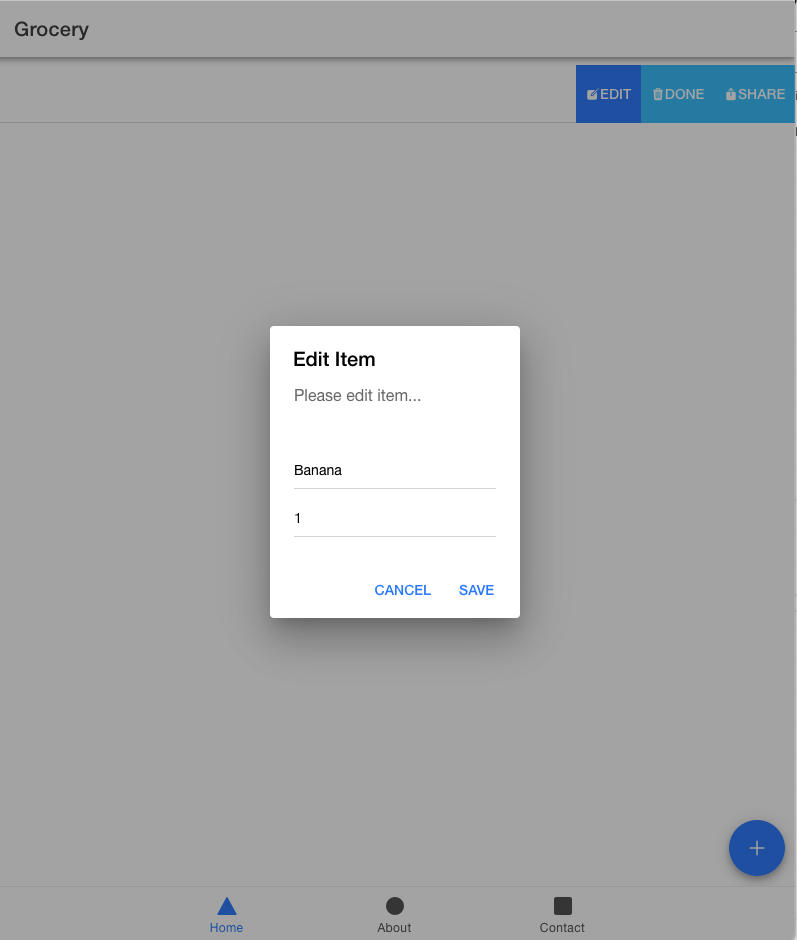 Grocery
EDIT DONE SHARE
Edit Item
Please edit item...
Banana
1
CANCEL SAVE
Home About Contact